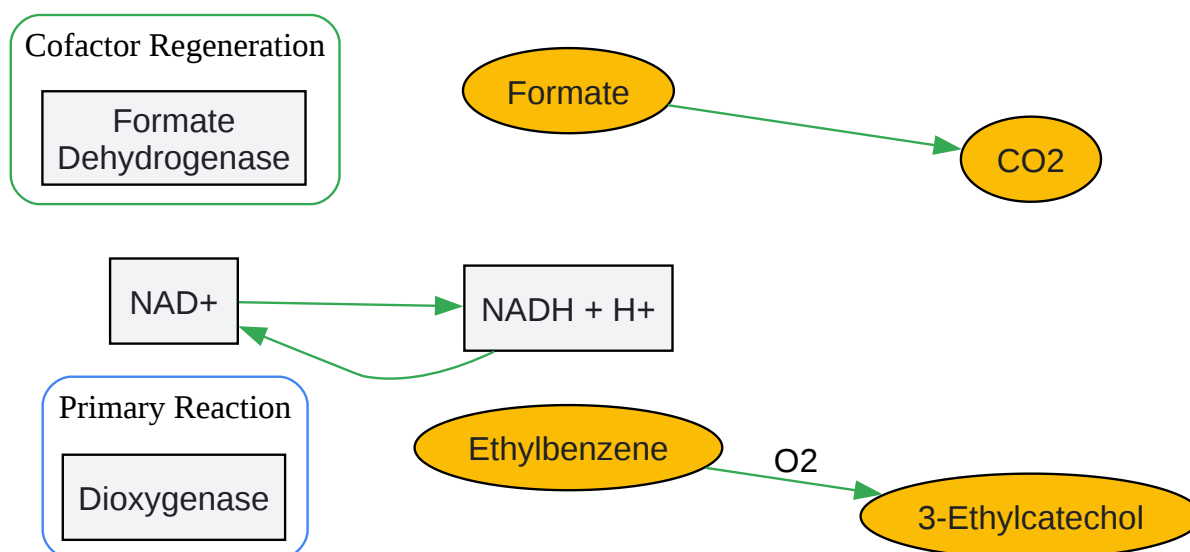 Cofactor Regeneration
Formate
Dehydrogenase
Formate
CO2
NAD+
NADH + H+
Primary Reaction
Dioxygenase
Ethylbenzene
O2
3-Ethylcatechol